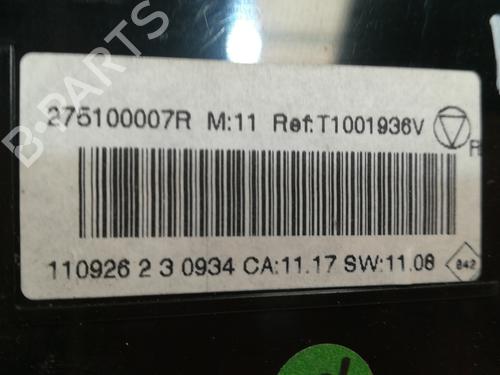 B-PARTS
275100007R M:11 Ref:T1001936V
110926 2 3 0934 CA:11.17 SW:11.08
842